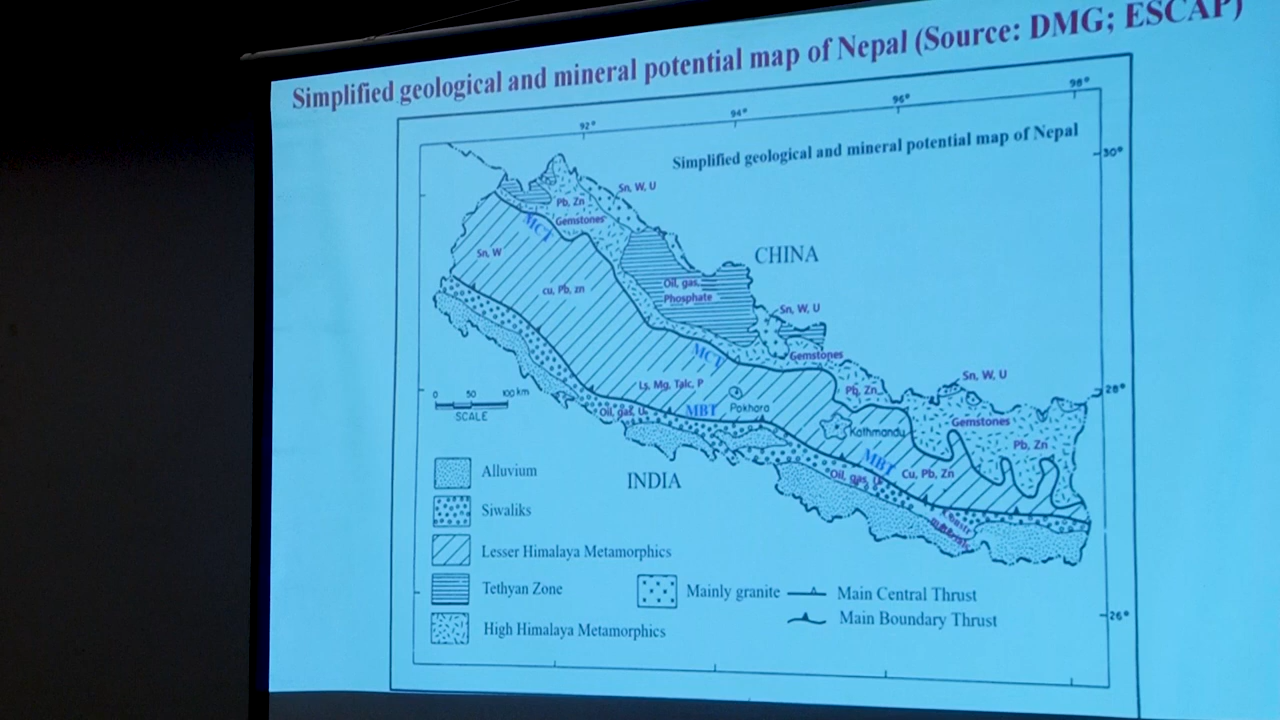 Simplified geological and mineral potential map of Nepal (Source: DMG; ESCAP)
92° 94° 96° 98°
Simplified geological and mineral potential map of Nepal
30°
Sn, W, U
Pb, Zn
Gemstones
MCT
Sn, W
CHINA
cu, Pb, zn
Oil, gas,
Phosphate
Sn, W, U
MCT
Gemstones
Sn, W, U
Ls, Mg, Talc, P
Pb, Zn
28°
0 50 100 km
SCALE
Oil, gas, U
MBT
Pokhara
Gemstones
Kathmandu
Pb, Zn
MBT
Cu, Pb, Zn
Oil, gas, U
INDIA
Constr
materials
Alluvium
Siwaliks
Lesser Himalaya Metamorphics
Tethyan Zone
Mainly granite
Main Central Thrust
Main Boundary Thrust
26°
High Himalaya Metamorphics